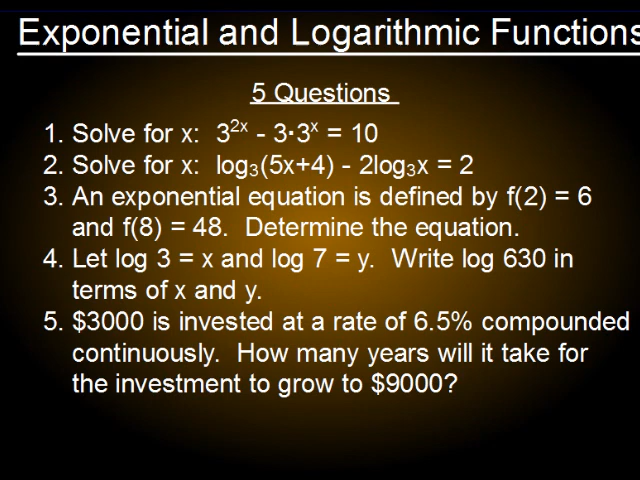 Exponential and Logarithmic Functions
5 Questions
1. Solve for x: 3²ˣ - 3·3ˣ = 10
2. Solve for x: log₃(5x+4) - 2log₃x = 2
3. An exponential equation is defined by f(2) = 6
and f(8) = 48. Determine the equation.
4. Let log 3 = x and log 7 = y. Write log 630 in
terms of x and y.
5. $3000 is invested at a rate of 6.5% compounded
continuously. How many years will it take for
the investment to grow to $9000?